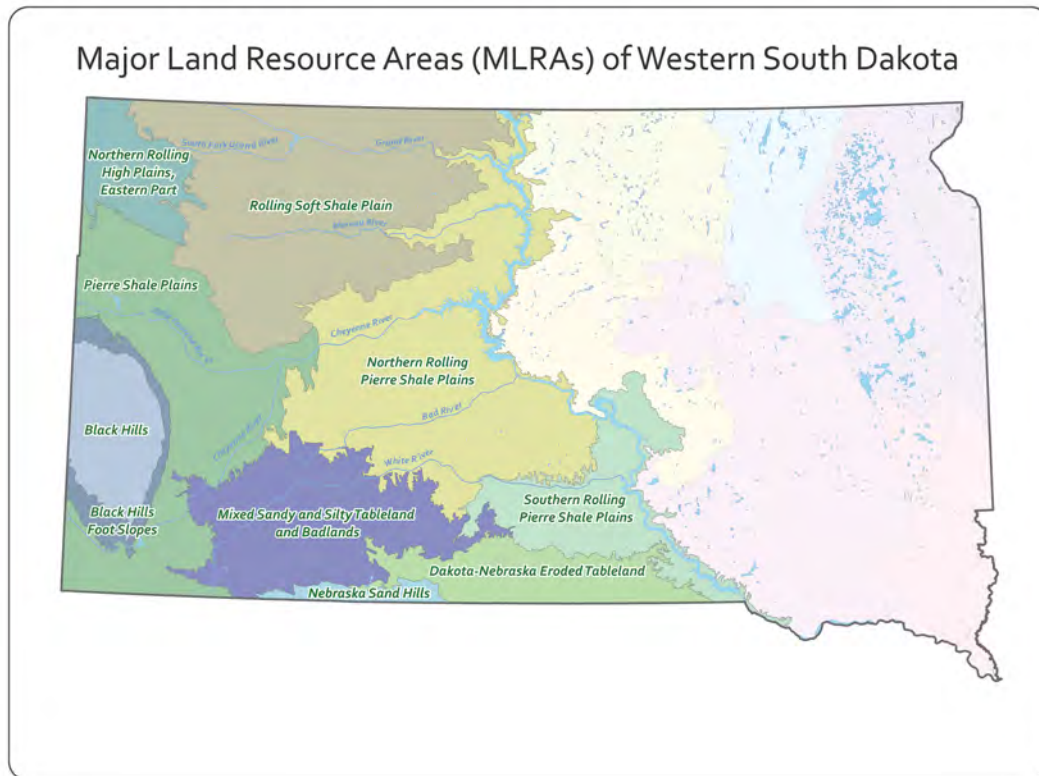 Major Land Resource Areas (MLRAs) of Western South Dakota
Grand River
Northern Rolling
High Plains,
Eastern Part
Rolling Soft Shale Plain
Moreau River
Pierre Shale Plains
Cheyenne River
Northern Rolling
Pierre Shale Plains
Bad River
Black Hills
Cheyenne River
White River
Black Hills
Foot Slopes
Mixed Sandy and Silty Tableland
and Badlands
Southern Rolling
Pierre Shale Plains
Dakota-Nebraska Eroded Tableland
Nebraska Sand Hills